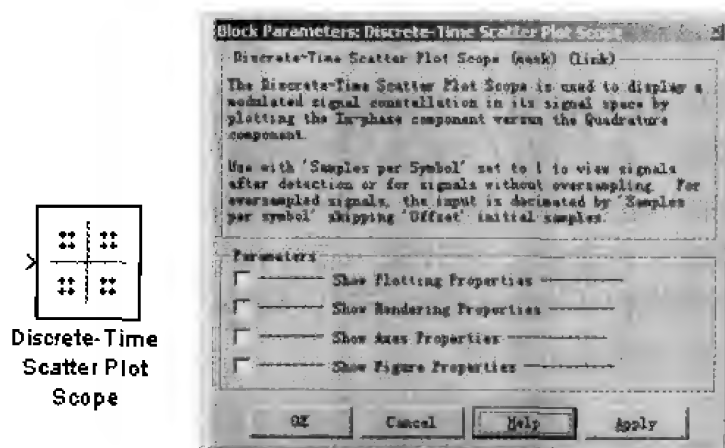 Block Parameters: Discrete-Time Scatter Plot Scope
Discrete-Time Scatter Plot Scope (mask) (link)
The Discrete-Time Scatter Plot Scope is used to display a
modulated signal constellation in its signal space by
plotting the In-phase component versus the Quadrature
component.
Use with 'Samples per Symbol' set to 1 to view signals
after detection or for signals without oversampling. For
oversampled signals, the input is decimated by 'Samples
per symbol' skipping 'Offset' initial samples.
Parameters
Show Plotting Properties
Show Rendering Properties
Show Axes Properties
Show Figure Properties
OK Cancel Help Apply
Discrete-Time
Scatter Plot
Scope